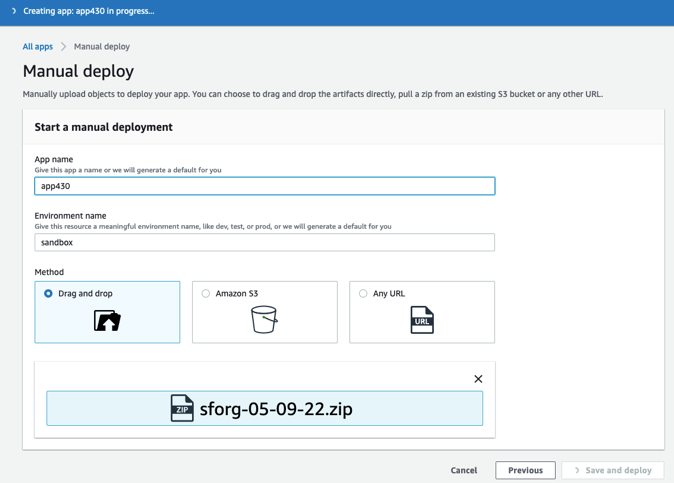 Creating app: app430 in progress...
All apps > Manual deploy
Manual deploy
Manually upload objects to deploy your app. You can choose to drag and drop the artifacts directly, pull a zip from an existing S3 bucket or any other URL.
Start a manual deployment
App name
Give this app a name or we will generate a default for you
app430
Environment name
Give this resource a meaningful environment name, like dev, test, or prod, or we will generate a default for you
sandbox
Method
Drag and drop Amazon S3 Any URL
URL
ZIP sforg-05-09-22.zip
Cancel Previous Save and deploy